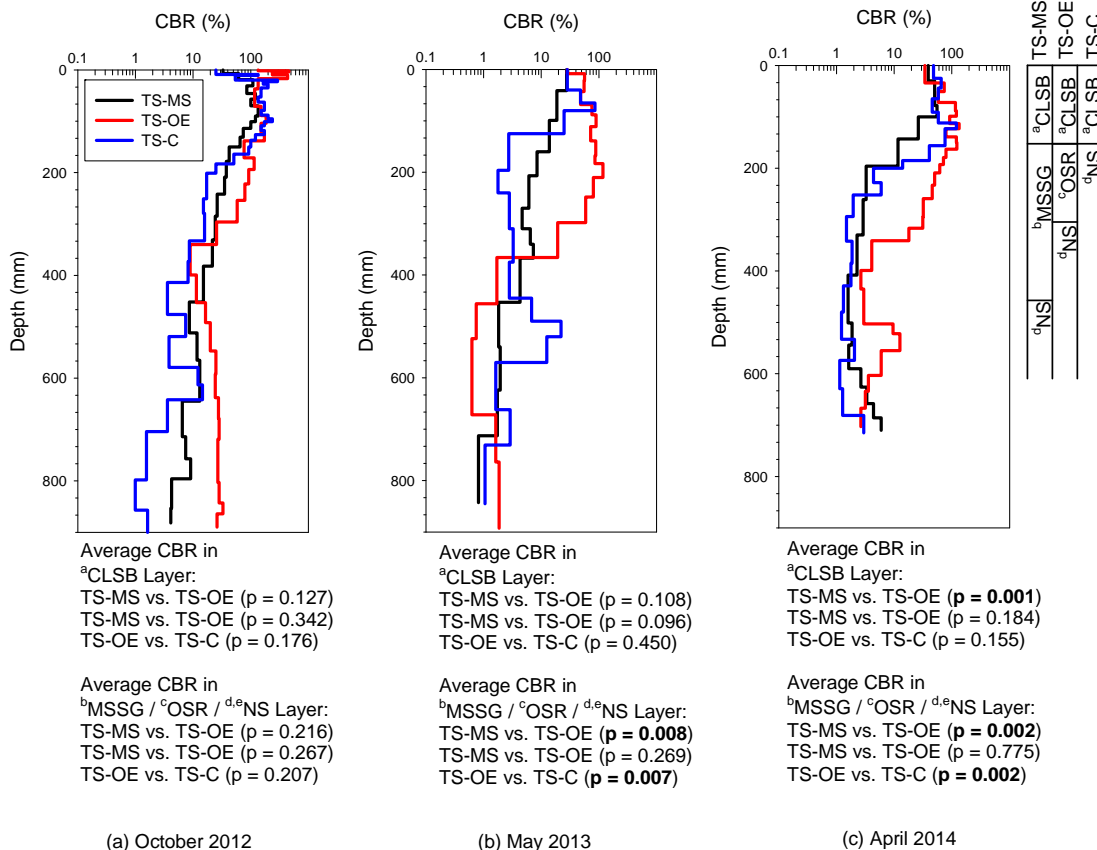 CBR (%)
0.1 1 10 100
0
200
400
600
800
Depth (mm)
TS-MS
TS-OE
TS-C
CBR (%)
0.1 1 10 100
0
200
400
600
800
Depth (mm)
CBR (%)
0.1 1 10 100
0
200
400
600
800
Depth (mm)
TS-MS
TS-OE
TS-C
aCLSB
aCLSB
aCLSB
bMSSG
cOSR
dNS
dNS
dNS
Average CBR in
aCLSB Layer:
TS-MS vs. TS-OE (p = 0.127)
TS-MS vs. TS-OE (p = 0.342)
TS-OE vs. TS-C (p = 0.176)
Average CBR in
bMSSG / cOSR / d,eNS Layer:
TS-MS vs. TS-OE (p = 0.216)
TS-MS vs. TS-OE (p = 0.267)
TS-OE vs. TS-C (p = 0.207)
(a) October 2012
Average CBR in
aCLSB Layer:
TS-MS vs. TS-OE (p = 0.108)
TS-MS vs. TS-OE (p = 0.096)
TS-OE vs. TS-C (p = 0.450)
Average CBR in
bMSSG / cOSR / d,eNS Layer:
TS-MS vs. TS-OE (p = 0.008)
TS-MS vs. TS-OE (p = 0.269)
TS-OE vs. TS-C (p = 0.007)
(b) May 2013
Average CBR in
aCLSB Layer:
TS-MS vs. TS-OE (p = 0.001)
TS-MS vs. TS-OE (p = 0.184)
TS-OE vs. TS-C (p = 0.155)
Average CBR in
bMSSG / cOSR / d,eNS Layer:
TS-MS vs. TS-OE (p = 0.002)
TS-MS vs. TS-OE (p = 0.775)
TS-OE vs. TS-C (p = 0.002)
(c) April 2014